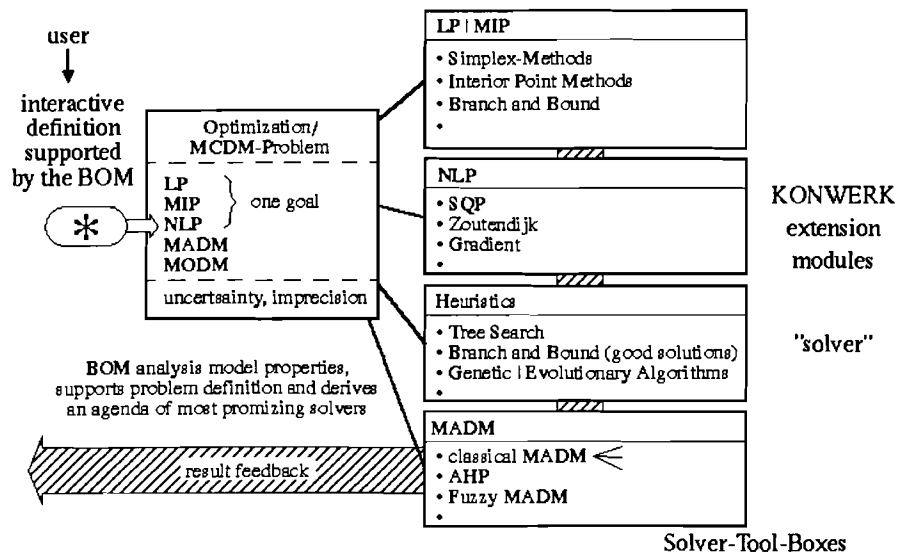 user
interactive
definition
supported
by the BOM
*
Optimization/
MCDM-Problem
LP
MIP
NLP
MADM
MODM
one goal
uncertsainty, imprecision
BOM analysis model properties,
supports problem definition and derives
an agenda of most promizing solvers
result feedback
LP | MIP
• Simplex-Methods
• Interior Point Methods
• Branch and Bound
•
NLP
• SQP
• Zoutendijk
• Gradient
•
Heuristics
• Tree Search
• Branch and Bound (good solutions)
• Genetic | Evolutionary Algorithms
•
MADM
• classical MADM
• AHP
• Fuzzy MADM
•
KONWERK
extension
modules
"solver"
Solver-Tool-Boxes